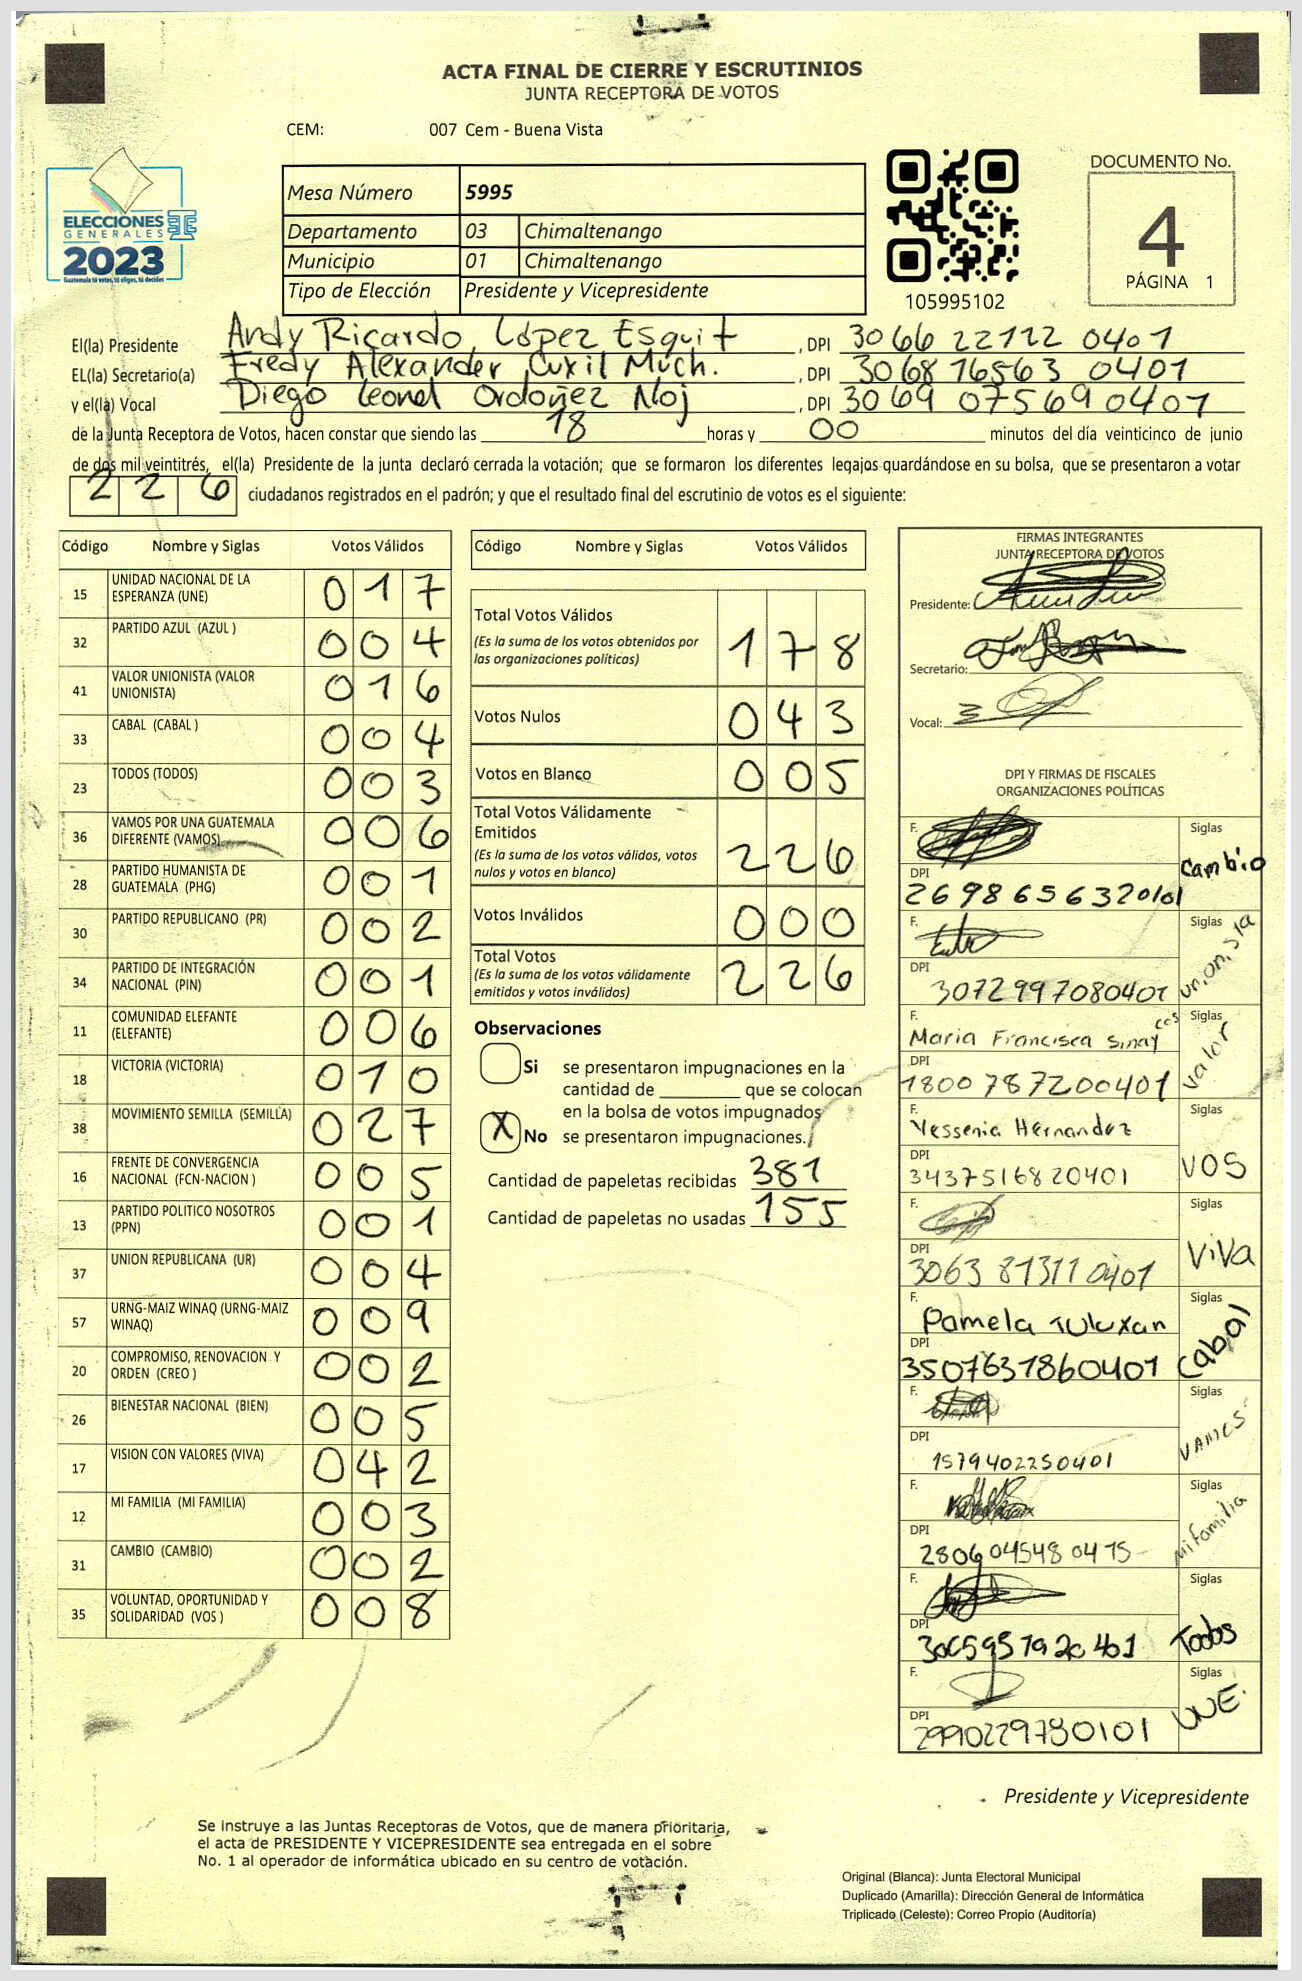 ACTA FINAL DE CIERRE Y ESCRUTINIOS
JUNTA RECEPTORA DE VOTOS
CEM: 007 Cem - Buena Vista
ELECCIONES
GENERALES
2023
Guatemala tú votas, tú eliges, tú decides
Mesa Número 5995
Departamento 03 Chimaltenango
Municipio 01 Chimaltenango
Tipo de Elección Presidente y Vicepresidente
105995102
DOCUMENTO No.
4
PÁGINA 1
El(la) Presidente Andy Ricardo López Esquit, DPI 3066 22122 0401
EL(la) Secretario(a) Fredy Alexander Cuxil Much., DPI 3068 16563 0401
y el(la) Vocal Diego Leonel Ordoñez Aloj, DPI 3069 07569 0401
de la Junta Receptora de Votos, hacen constar que siendo las 18 horas y 00 minutos del día veinticinco de junio
de dos mil veintitrés, el(la) Presidente de la junta declaró cerrada la votación; que se formaron los diferentes legajos guardándose en su bolsa, que se presentaron a votar
226 ciudadanos registrados en el padrón; y que el resultado final del escrutinio de votos es el siguiente:
Código Nombre y Siglas Votos Válidos
15 UNIDAD NACIONAL DE LA ESPERANZA (UNE) 017
32 PARTIDO AZUL (AZUL ) 004
41 VALOR UNIONISTA (VALOR UNIONISTA) 016
33 CABAL (CABAL ) 004
23 TODOS (TODOS) 003
36 VAMOS POR UNA GUATEMALA DIFERENTE (VAMOS) 006
28 PARTIDO HUMANISTA DE GUATEMALA (PHG) 001
30 PARTIDO REPUBLICANO (PR) 002
34 PARTIDO DE INTEGRACIÓN NACIONAL (PIN) 001
11 COMUNIDAD ELEFANTE (ELEFANTE) 006
18 VICTORIA (VICTORIA) 010
38 MOVIMIENTO SEMILLA (SEMILLA) 027
16 FRENTE DE CONVERGENCIA NACIONAL (FCN-NACION ) 005
13 PARTIDO POLITICO NOSOTROS (PPN) 001
37 UNION REPUBLICANA (UR) 004
57 URNG-MAIZ WINAQ (URNG-MAIZ WINAQ) 009
20 COMPROMISO, RENOVACION Y ORDEN (CREO ) 002
26 BIENESTAR NACIONAL (BIEN) 005
17 VISION CON VALORES (VIVA) 042
12 MI FAMILIA (MI FAMILIA) 003
31 CAMBIO (CAMBIO) 002
35 VOLUNTAD, OPORTUNIDAD Y SOLIDARIDAD (VOS ) 008
Código Nombre y Siglas Votos Válidos
Total Votos Válidos 178
(Es la suma de los votos obtenidos por
las organizaciones políticas)
Votos Nulos 043
Votos en Blanco 005
Total Votos Válidamente
Emitidos 226
(Es la suma de los votos válidos, votos
nulos y votos en blanco)
Votos Inválidos 000
Total Votos 226
(Es la suma de los votos válidamente
emitidos y votos inválidos)
Observaciones
Si se presentaron impugnaciones en la
cantidad de ________ que se colocan
en la bolsa de votos impugnados
X No se presentaron impugnaciones.
Cantidad de papeletas recibidas 381
Cantidad de papeletas no usadas 155
FIRMAS INTEGRANTES
JUNTA RECEPTORA DE VOTOS
Presidente:
Secretario:
Vocal:
DPI Y FIRMAS DE FISCALES
ORGANIZACIONES POLÍTICAS
F. Siglas Cambio
DPI 2698656320101
F. Siglas unionista
DPI 3072997080401
F. Maria Francisca Sinay Siglas valor
DPI 1800787200401
F. Yessenia Hernandez Siglas VOS
DPI 3437516820401
F. Siglas ViVa
DPI 3063 81311 0401
F. Pamela Tuluxan Siglas Cabal
DPI 3507631860401
F. Siglas VAMOS
DPI 1579402250401
F. Siglas Mi familia
DPI 2806 04548 0415
F. Siglas Todos
DPI
F. Siglas UNE.
DPI 2990229780101
Presidente y Vicepresidente
Se instruye a las Juntas Receptoras de Votos, que de manera prioritaria,
el acta de PRESIDENTE Y VICEPRESIDENTE sea entregada en el sobre
No. 1 al operador de informática ubicado en su centro de votación.
Original (Blanca): Junta Electoral Municipal
Duplicado (Amarilla): Dirección General de Informática
Triplicado (Celeste): Correo Propio (Auditoría)